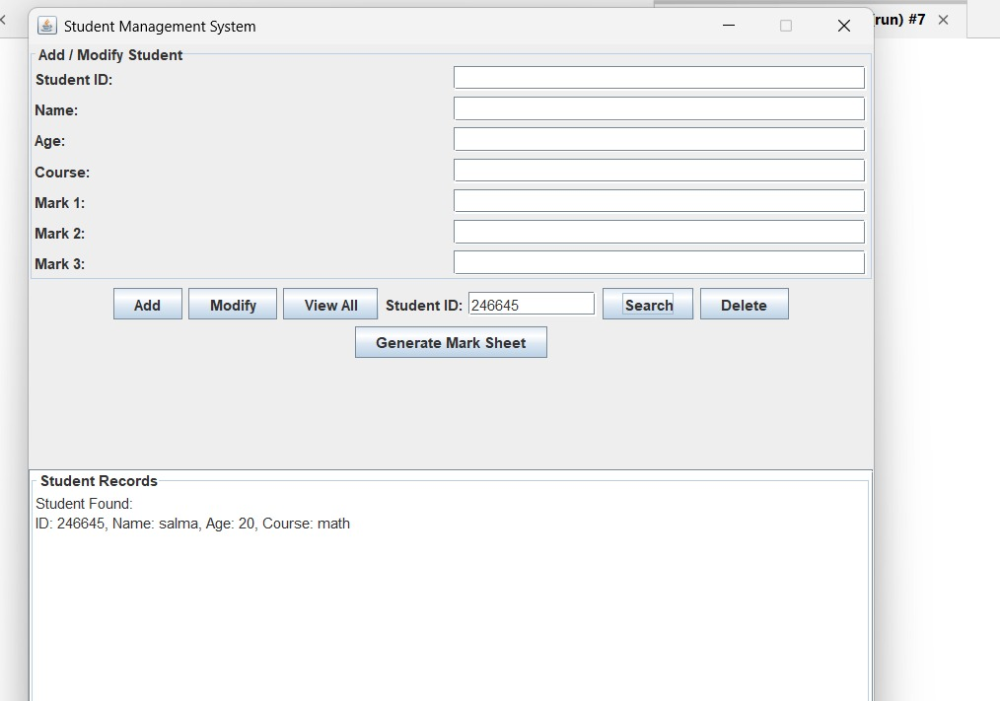 Student Management System
(run) #7
Add / Modify Student
Student ID:
Name:
Age:
Course:
Mark 1:
Mark 2:
Mark 3:
Add Modify View All Student ID: 246645 Search Delete
Generate Mark Sheet
Student Records
Student Found:
ID: 246645, Name: salma, Age: 20, Course: math